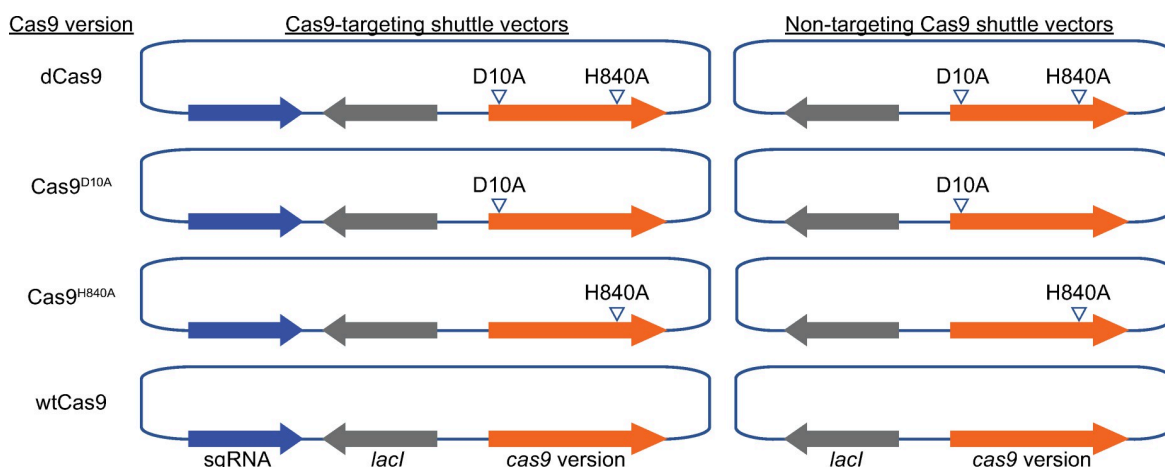 Cas9 version Cas9-targeting shuttle vectors Non-targeting Cas9 shuttle vectors
dCas9 D10A H840A D10A H840A
Cas9D10A D10A D10A
Cas9H840A H840A H840A
wtCas9
sgRNA lacI cas9 version lacI cas9 version